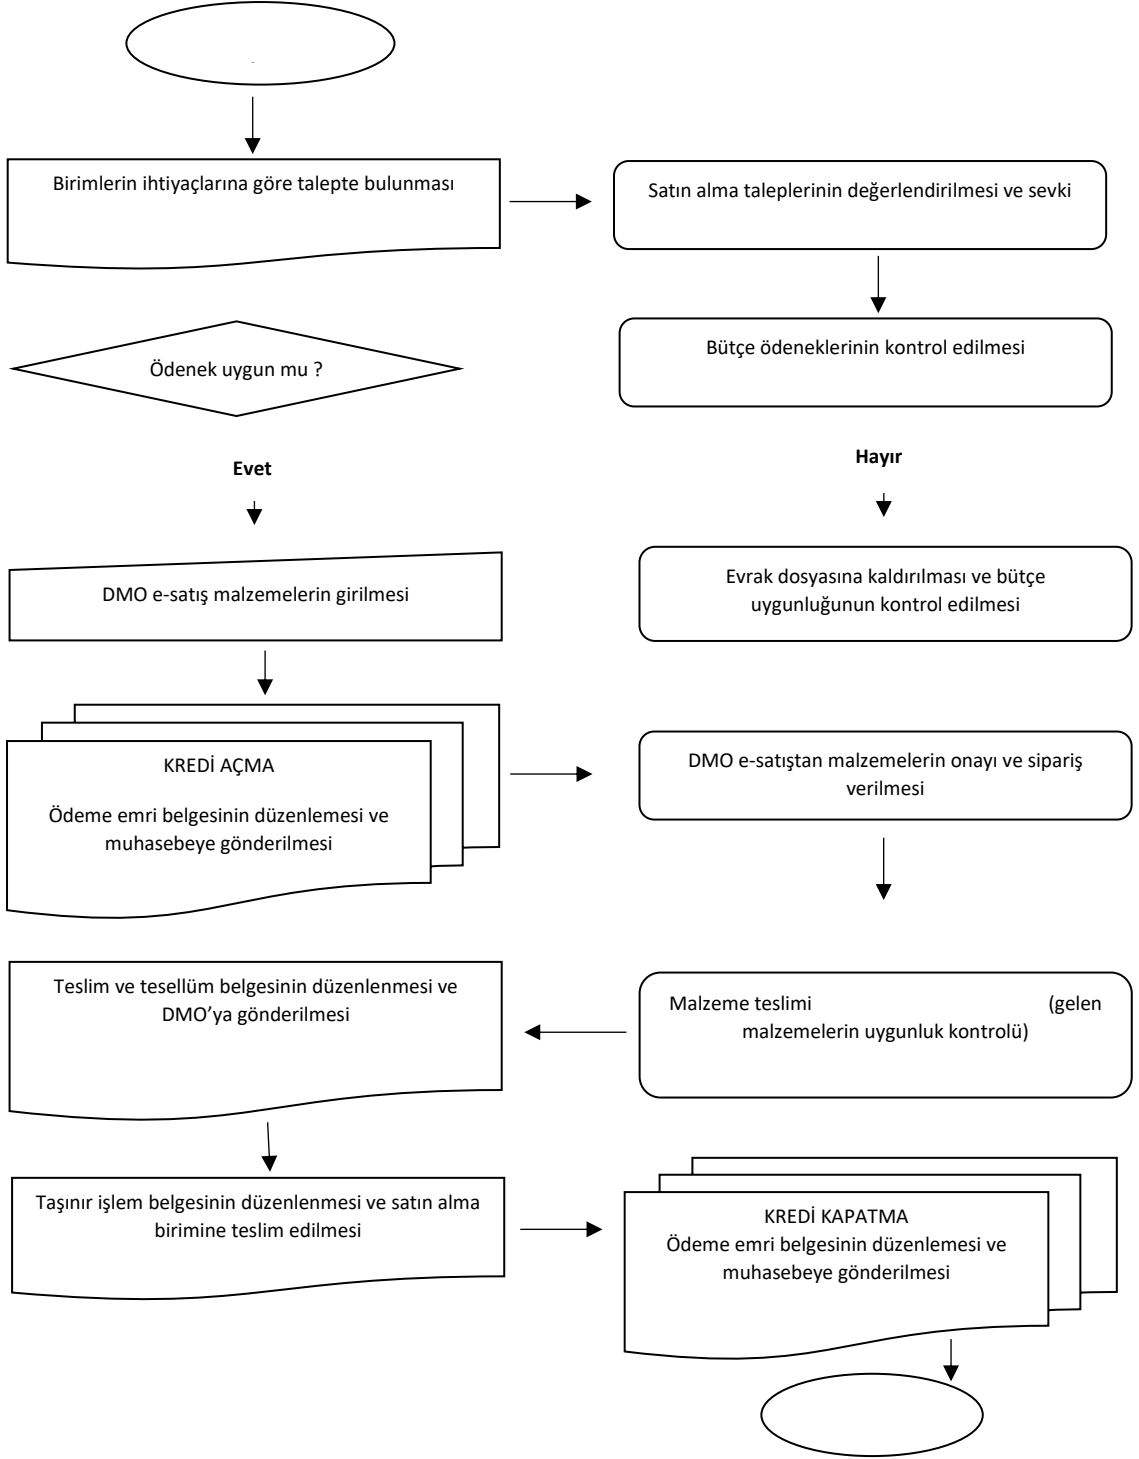 Birimlerin ihtiyaçlarına göre talepte bulunması
Satın alma taleplerinin değerlendirilmesi ve sevki
Bütçe ödeneklerinin kontrol edilmesi
Ödenek uygun mu ?
Evet
Hayır
DMO e-satış malzemelerin girilmesi
Evrak dosyasına kaldırılması ve bütçe
uygunluğunun kontrol edilmesi
KREDİ AÇMA
Ödeme emri belgesinin düzenlemesi ve
muhasebeye gönderilmesi
DMO e-satıştan malzemelerin onayı ve sipariş
verilmesi
Malzeme teslimi (gelen
malzemelerin uygunluk kontrolü)
Teslim ve tesellüm belgesinin düzenlenmesi ve
DMO’ya gönderilmesi
Taşınır işlem belgesinin düzenlenmesi ve satın alma
birimine teslim edilmesi
KREDİ KAPATMA
Ödeme emri belgesinin düzenlemesi ve
muhasebeye gönderilmesi